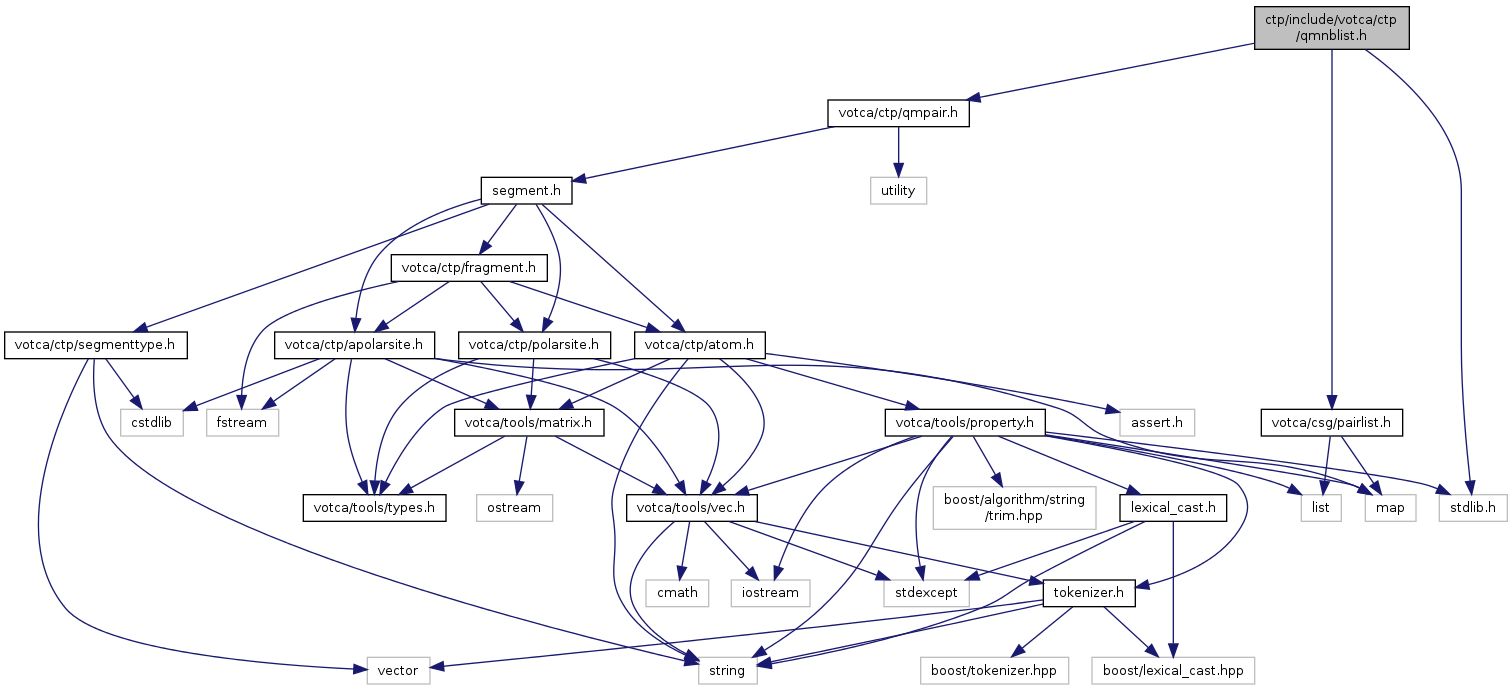 ctp/include/votca/ctp
/qmnblist.h
votca/ctp/qmpair.h
segment.h
utility
votca/ctp/fragment.h
votca/ctp/segmenttype.h
votca/ctp/apolarsite.h
votca/ctp/polarsite.h
votca/ctp/atom.h
cstdlib
fstream
votca/tools/matrix.h
votca/tools/property.h
assert.h
votca/csg/pairlist.h
votca/tools/types.h
ostream
votca/tools/vec.h
boost/algorithm/string
/trim.hpp
lexical_cast.h
list
map
stdlib.h
cmath
iostream
stdexcept
tokenizer.h
vector
string
boost/tokenizer.hpp
boost/lexical_cast.hpp